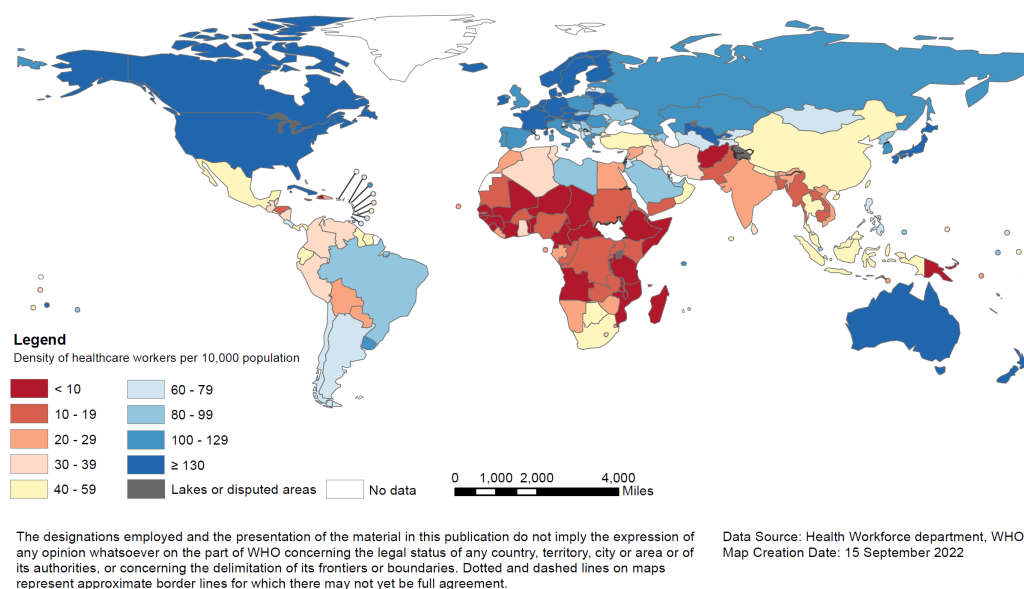 Legend
Density of healthcare workers per 10,000 population
< 10
10 - 19
20 - 29
30 - 39
40 - 59
60 - 79
80 - 99
100 - 129
≥ 130
Lakes or disputed areas
No data
0 1,000 2,000 4,000
Miles
The designations employed and the presentation of the material in this publication do not imply the expression of
any opinion whatsoever on the part of WHO concerning the legal status of any country, territory, city or area or of
its authorities, or concerning the delimitation of its frontiers or boundaries. Dotted and dashed lines on maps
represent approximate border lines for which there may not yet be full agreement.
Data Source: Health Workforce department, WHO
Map Creation Date: 15 September 2022